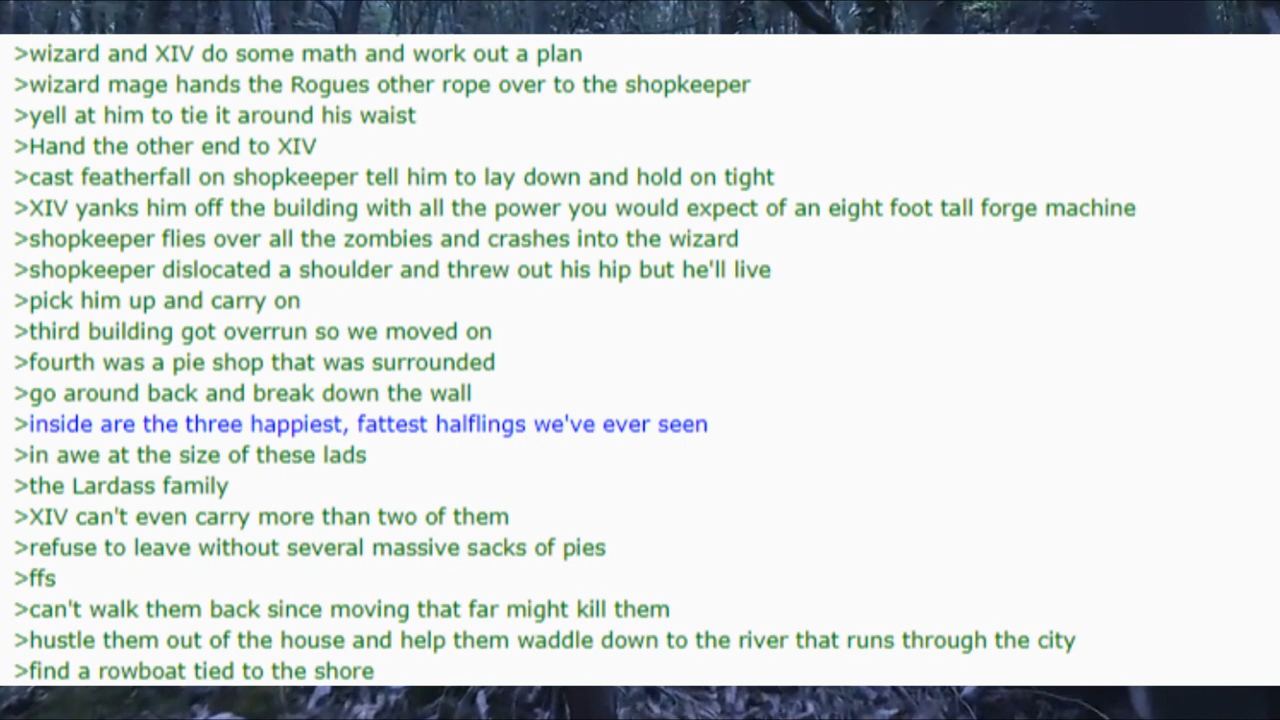 >wizard and XIV do some math and work out a plan
>wizard mage hands the Rogues other rope over to the shopkeeper
>yell at him to tie it around his waist
>Hand the other end to XIV
>cast featherfall on shopkeeper tell him to lay down and hold on tight
>XIV yanks him off the building with all the power you would expect of an eight foot tall forge machine
>shopkeeper flies over all the zombies and crashes into the wizard
>shopkeeper dislocated a shoulder and threw out his hip but he'll live
>pick him up and carry on
>third building got overrun so we moved on
>fourth was a pie shop that was surrounded
>go around back and break down the wall
>inside are the three happiest, fattest halflings we've ever seen
>in awe at the size of these lads
>the Lardass family
>XIV can't even carry more than two of them
>refuse to leave without several massive sacks of pies
>ffs
>can't walk them back since moving that far might kill them
>hustle them out of the house and help them waddle down to the river that runs through the city
>find a rowboat tied to the shore